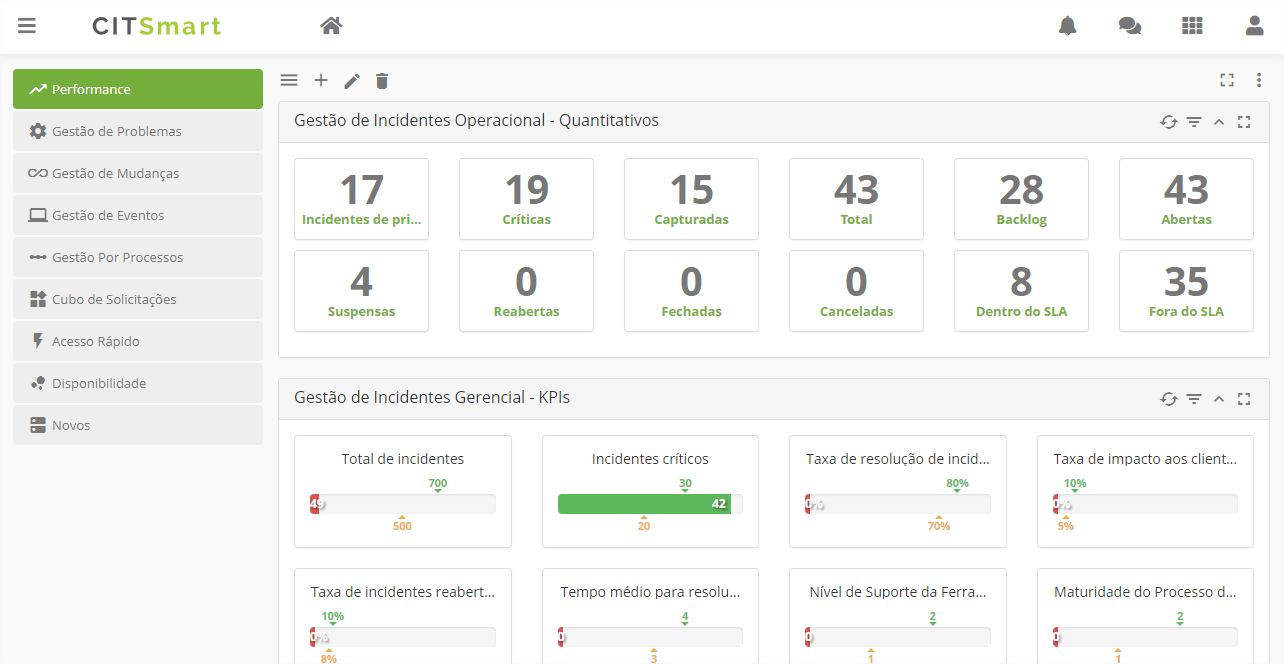 CITSmart
Performance
Gestão de Problemas
Gestão de Mudanças
Gestão de Eventos
Gestão Por Processos
Cubo de Solicitações
Acesso Rápido
Disponibilidade
Novos
Gestão de Incidentes Operacional - Quantitativos
17 19 15 43 28 43
Incidentes de pri... Críticas Capturadas Total Backlog Abertas
4 0 0 0 8 35
Suspensas Reabertas Fechadas Canceladas Dentro do SLA Fora do SLA
Gestão de Incidentes Gerencial - KPIs
Total de incidentes Incidentes críticos Taxa de resolução de incid... Taxa de impacto aos client...
700 30 80% 10%
49 42 0% 0%
500 20 70% 5%
Taxa de incidentes reabert... Tempo médio para resolu... Nível de Suporte da Ferra... Maturidade do Processo d...
10% 4 2 2
0% 0 0 0
8% 3 1 1